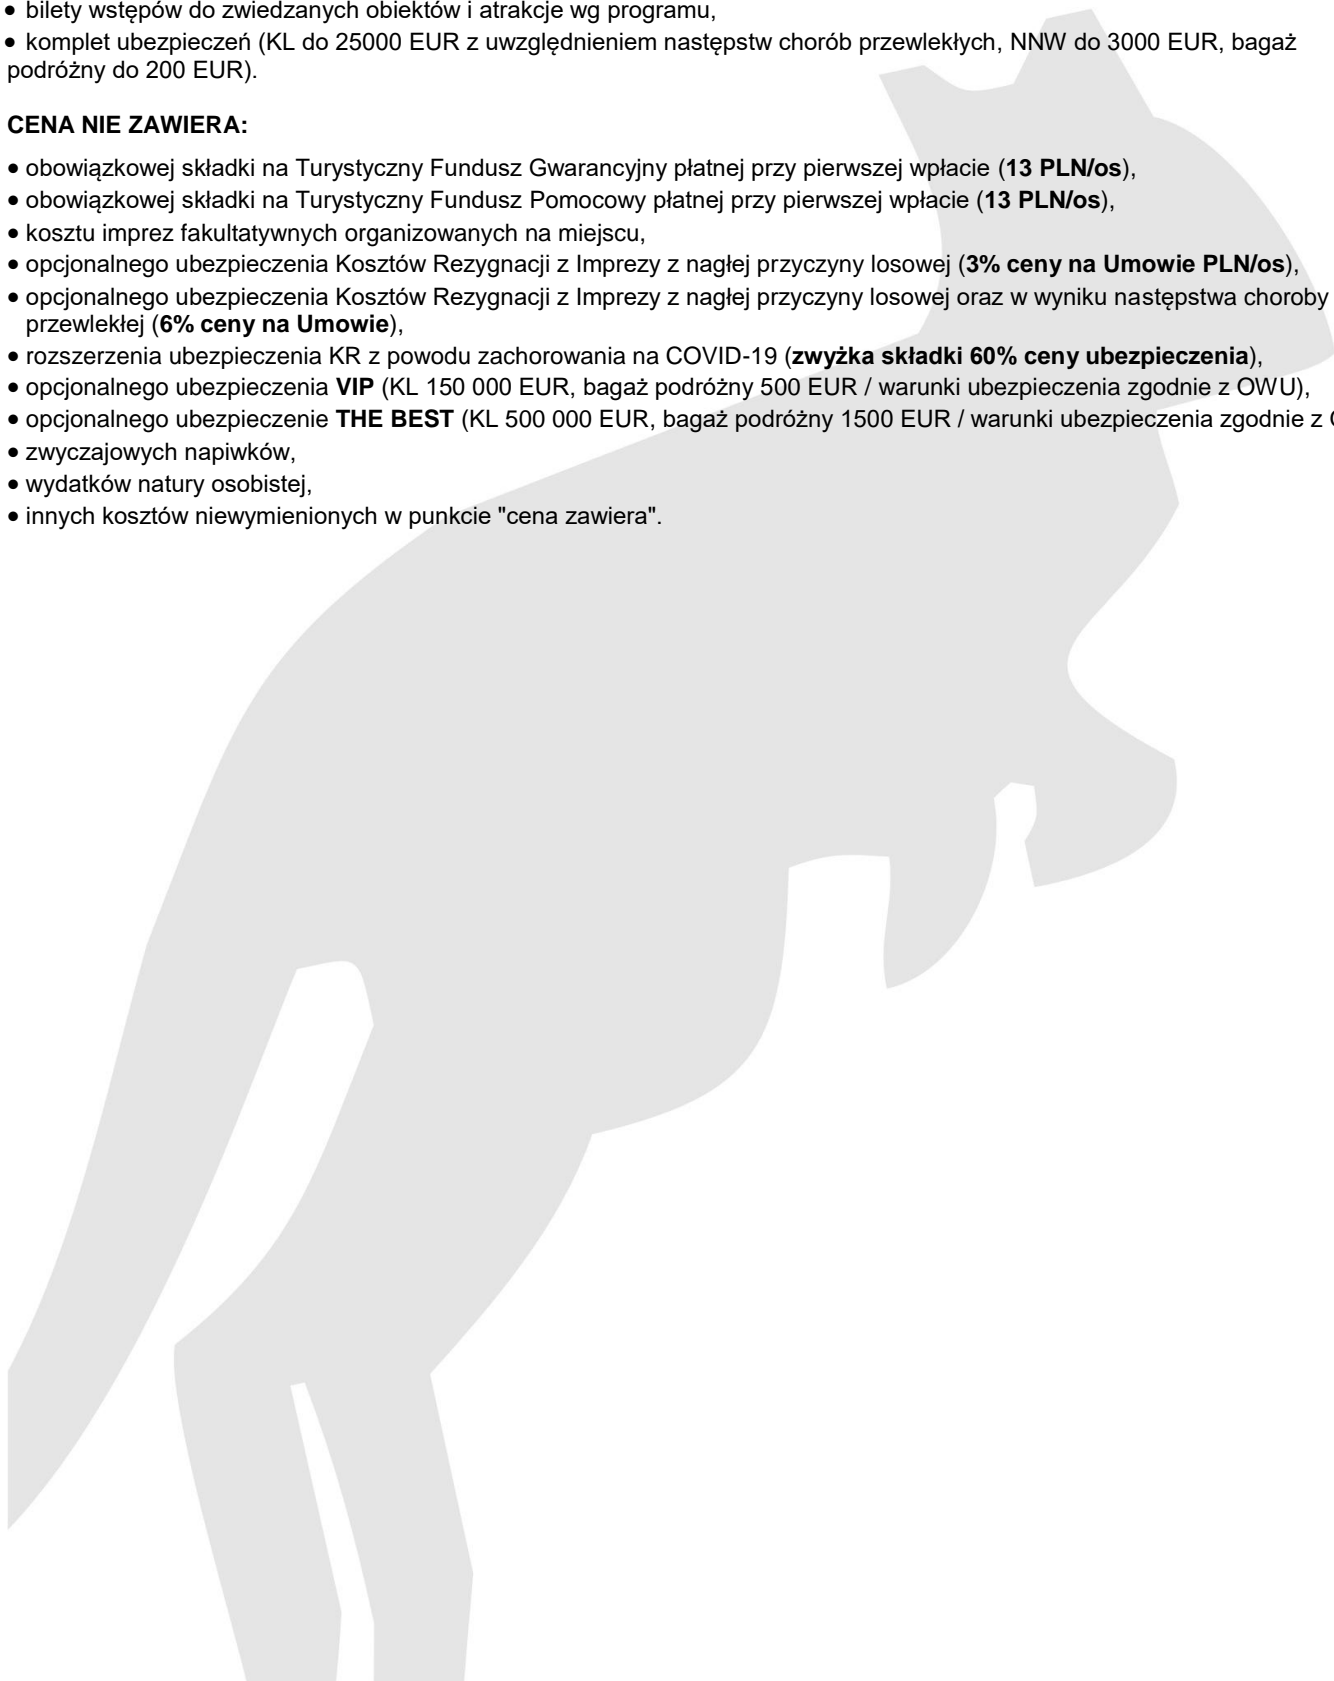 • bilety wstępów do zwiedzanych obiektów i atrakcje wg programu,
• komplet ubezpieczeń (KL do 25000 EUR z uwzględnieniem następstw chorób przewlekłych, NNW do 3000 EUR, bagaż
podróżny do 200 EUR).
CENA NIE ZAWIERA:
• obowiązkowej składki na Turystyczny Fundusz Gwarancyjny płatnej przy pierwszej wpłacie (13 PLN/os),
• obowiązkowej składki na Turystyczny Fundusz Pomocowy płatnej przy pierwszej wpłacie (13 PLN/os),
• kosztu imprez fakultatywnych organizowanych na miejscu,
• opcjonalnego ubezpieczenia Kosztów Rezygnacji z Imprezy z nagłej przyczyny losowej (3% ceny na Umowie PLN/os),
• opcjonalnego ubezpieczenia Kosztów Rezygnacji z Imprezy z nagłej przyczyny losowej oraz w wyniku następstwa choroby
przewlekłej (6% ceny na Umowie),
• rozszerzenia ubezpieczenia KR z powodu zachorowania na COVID-19 (zwyżka składki 60% ceny ubezpieczenia),
• opcjonalnego ubezpieczenia VIP (KL 150 000 EUR, bagaż podróżny 500 EUR / warunki ubezpieczenia zgodnie z OWU),
• opcjonalnego ubezpieczenie THE BEST (KL 500 000 EUR, bagaż podróżny 1500 EUR / warunki ubezpieczenia zgodnie z
• zwyczajowych napiwków,
• wydatków natury osobistej,
• innych kosztów niewymienionych w punkcie "cena zawiera".